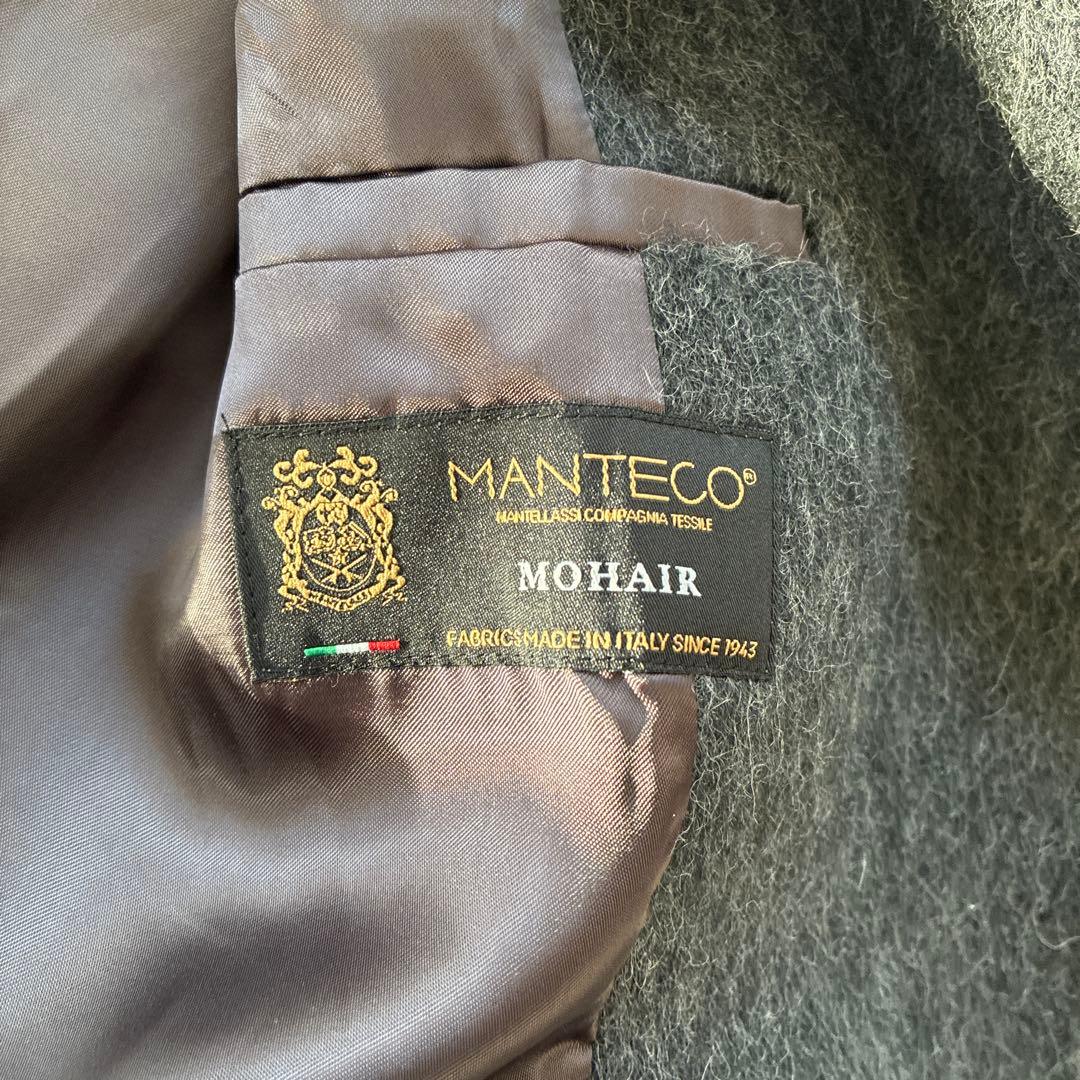 MANTECO®
MANTELLASSI COMPAGNIA TESSILE
MOHAIR
FABRICS MADE IN ITALY SINCE 1943